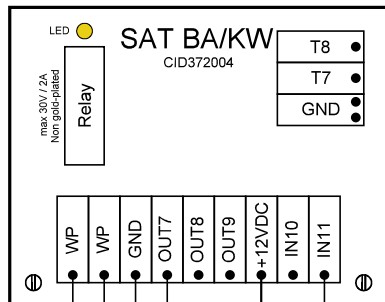 LED
SAT BA/KW
CID372004
max 30V / 2A
Non gold-plated
Relay
T8
T7
GND
WP
WP
GND
OUT7
OUT8
OUT9
+12VDC
IN10
IN11